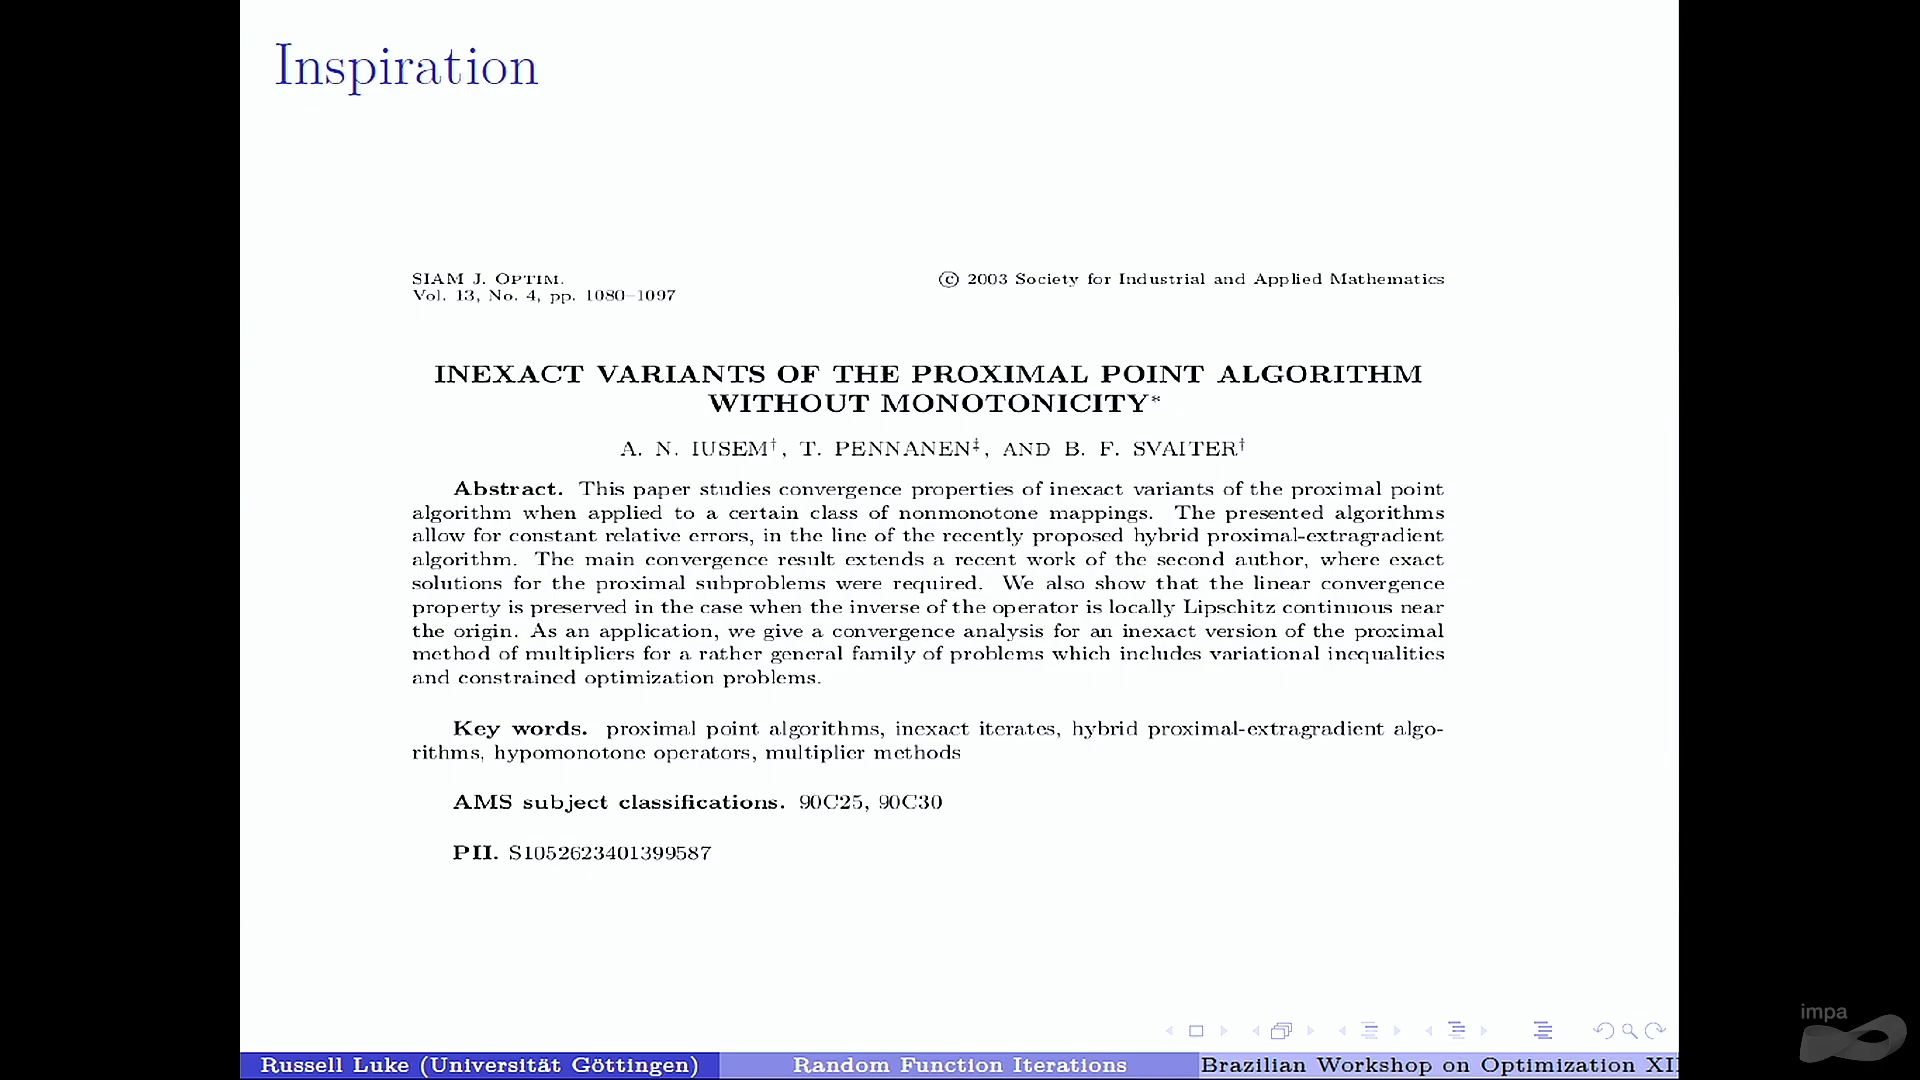 Inspiration
SIAM J. OPTIM.
Vol. 13, No. 4, pp. 1080–1097
© 2003 Society for Industrial and Applied Mathematics
INEXACT VARIANTS OF THE PROXIMAL POINT ALGORITHM
WITHOUT MONOTONICITY*
A. N. IUSEM†, T. PENNANEN‡, AND B. F. SVAITER†
Abstract. This paper studies convergence properties of inexact variants of the proximal point
algorithm when applied to a certain class of nonmonotone mappings. The presented algorithms
allow for constant relative errors, in the line of the recently proposed hybrid proximal-extragradient
algorithm. The main convergence result extends a recent work of the second author, where exact
solutions for the proximal subproblems were required. We also show that the linear convergence
property is preserved in the case when the inverse of the operator is locally Lipschitz continuous near
the origin. As an application, we give a convergence analysis for an inexact version of the proximal
method of multipliers for a rather general family of problems which includes variational inequalities
and constrained optimization problems.
Key words. proximal point algorithms, inexact iterates, hybrid proximal-extragradient algo-
rithms, hypomonotone operators, multiplier methods
AMS subject classifications. 90C25, 90C30
PII. S1052623401399587
impa
Russell Luke (Universität Göttingen)
Random Function Iterations
Brazilian Workshop on Optimization XI